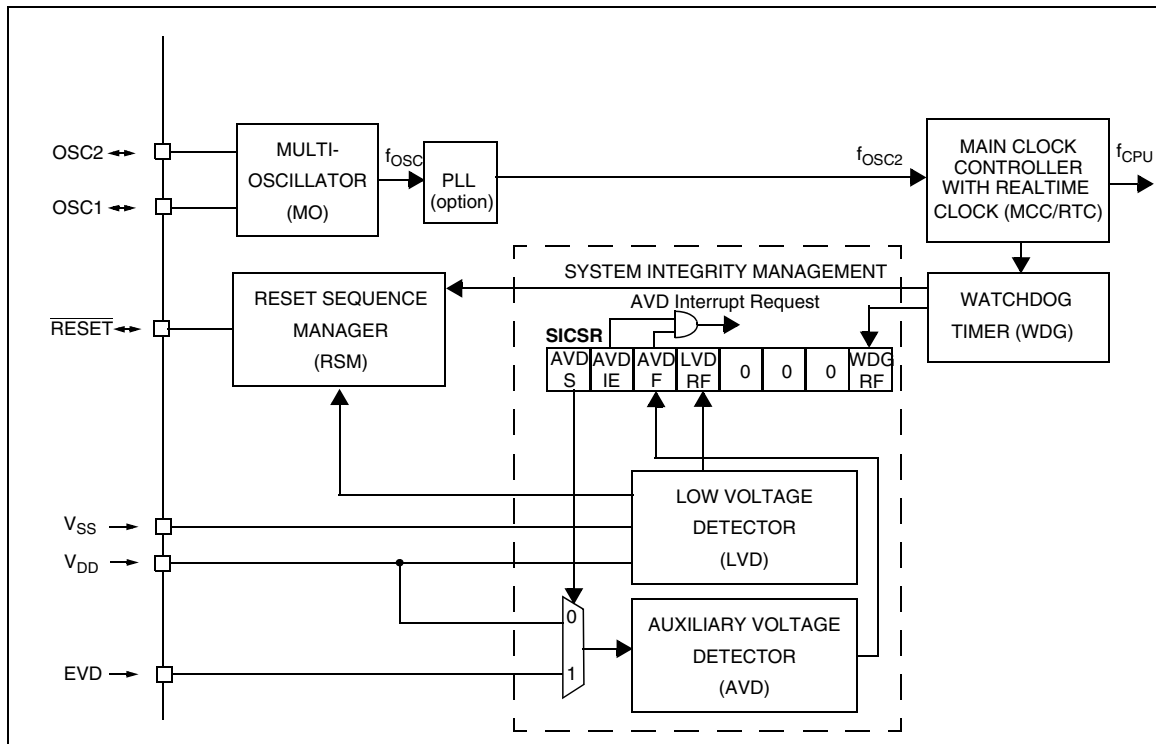 OSC2
OSC1
RESET
VSS
VDD
EVD
MULTI-
OSCILLATOR
(MO)
fOSC
PLL
(option)
fOSC2
MAIN CLOCK
CONTROLLER
WITH REALTIME
CLOCK (MCC/RTC)
fCPU
SYSTEM INTEGRITY MANAGEMENT
RESET SEQUENCE
MANAGER
(RSM)
AVD Interrupt Request
WATCHDOG
TIMER (WDG)
SICSR
AVD AVD AVD LVD 0 0 0 WDG
S IE F RF RF
LOW VOLTAGE
DETECTOR
(LVD)
0
1
AUXILIARY VOLTAGE
DETECTOR
(AVD)